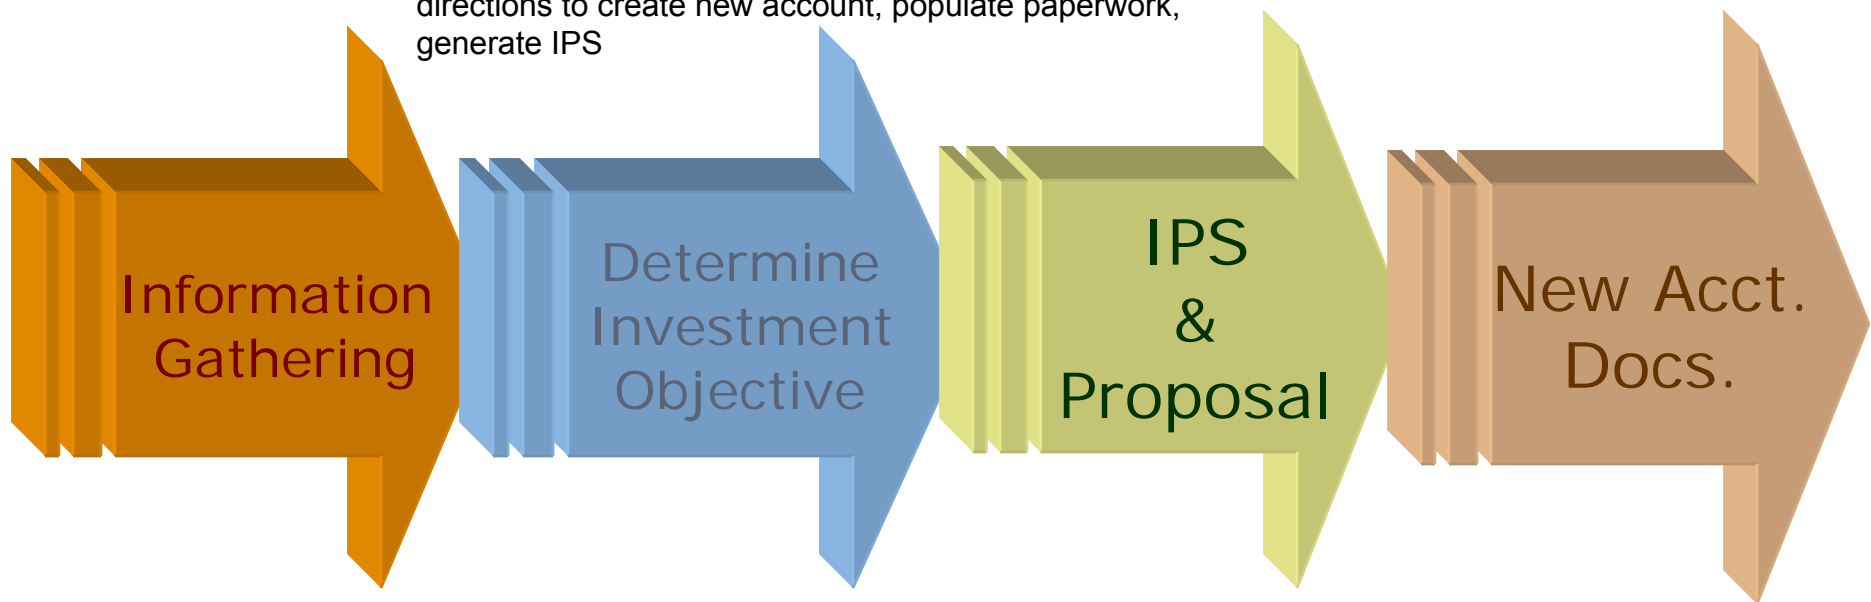 directions to create new account, populate paperwork,
generate IPS
Information
Gathering
Determine
Investment
Objective
IPS
&
Proposal
New Acct.
Docs.